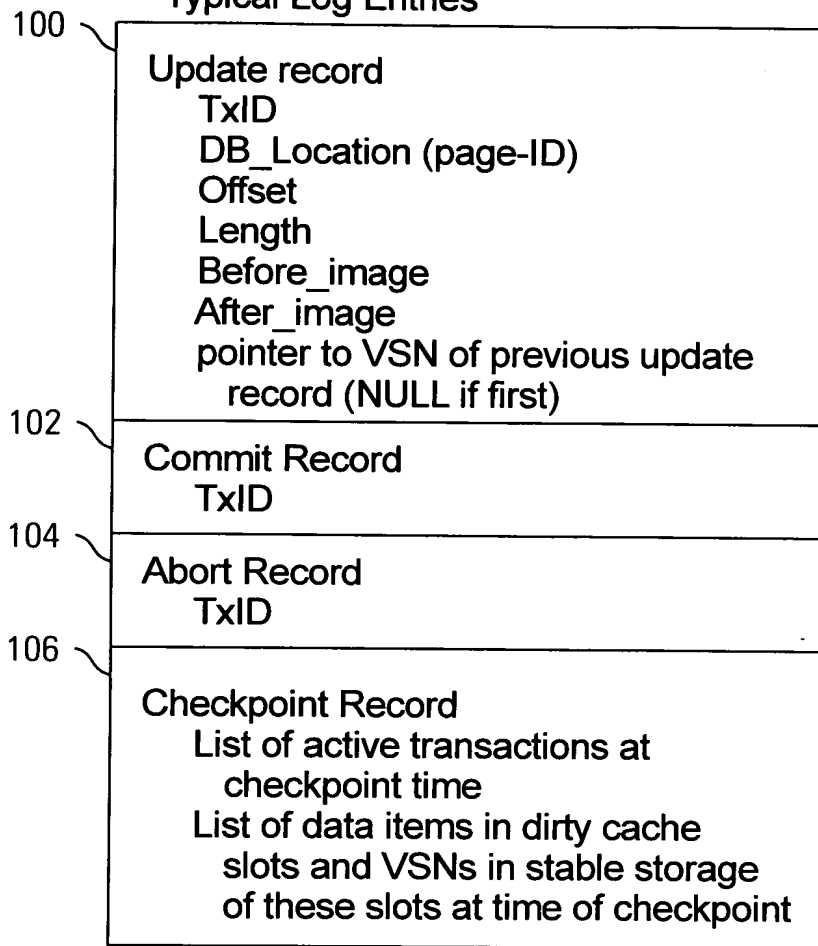 Typical Log Entries
100
Update record
TxID
DB_Location (page-ID)
Offset
Length
Before_image
After_image
pointer to VSN of previous update
record (NULL if first)
102
Commit Record
TxID
104
Abort Record
TxID
106
Checkpoint Record
List of active transactions at
checkpoint time
List of data items in dirty cache
slots and VSNs in stable storage
of these slots at time of checkpoint